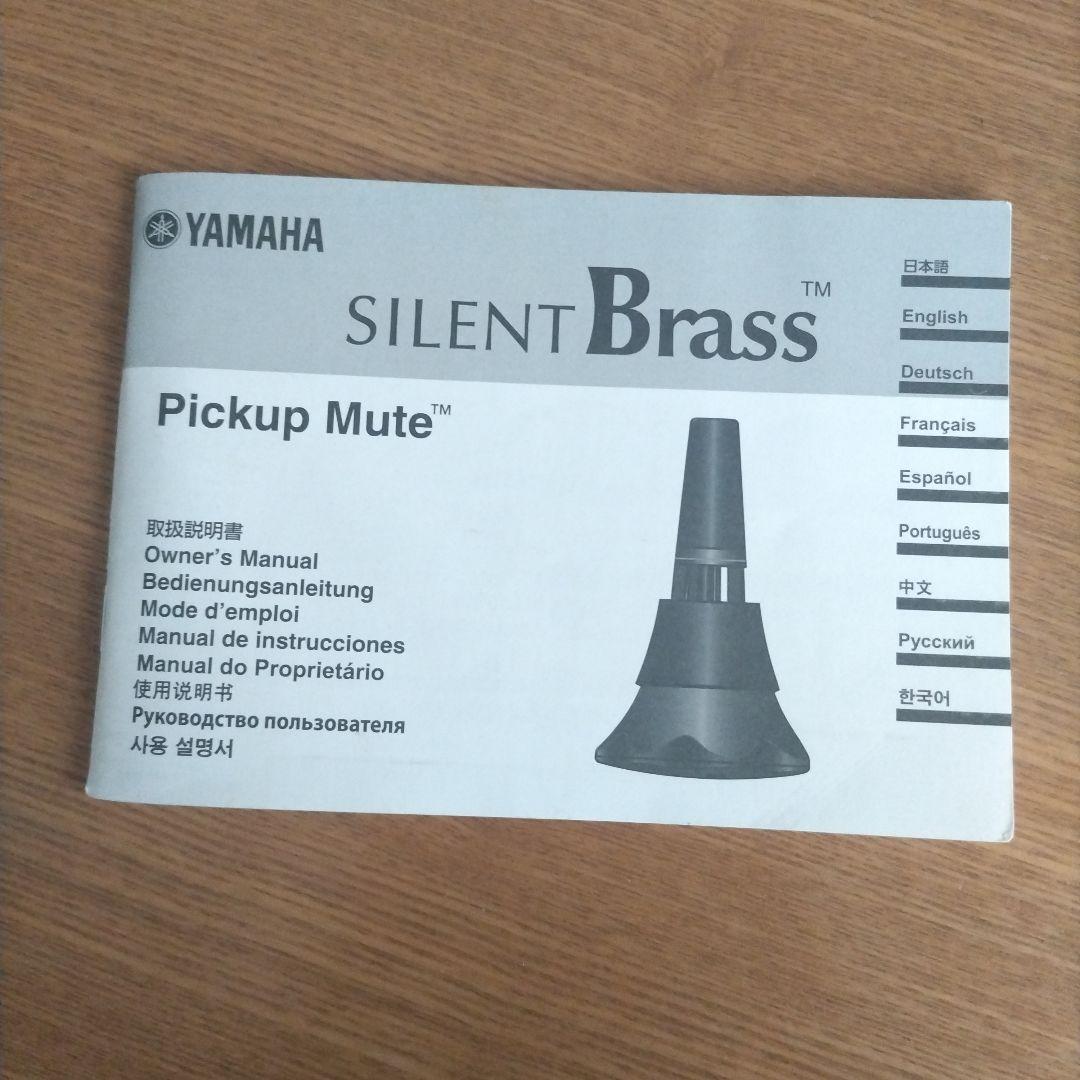 YAMAHA
SILENT Brass™
Pickup Mute™
取扱説明書
Owner's Manual
Bedienungsanleitung
Mode d'emploi
Manual de instrucciones
Manual do Proprietário
使用说明书
Руководство пользователя
사용 설명서
日本語
English
Deutsch
Français
Español
Português
中文
Русский
한국어